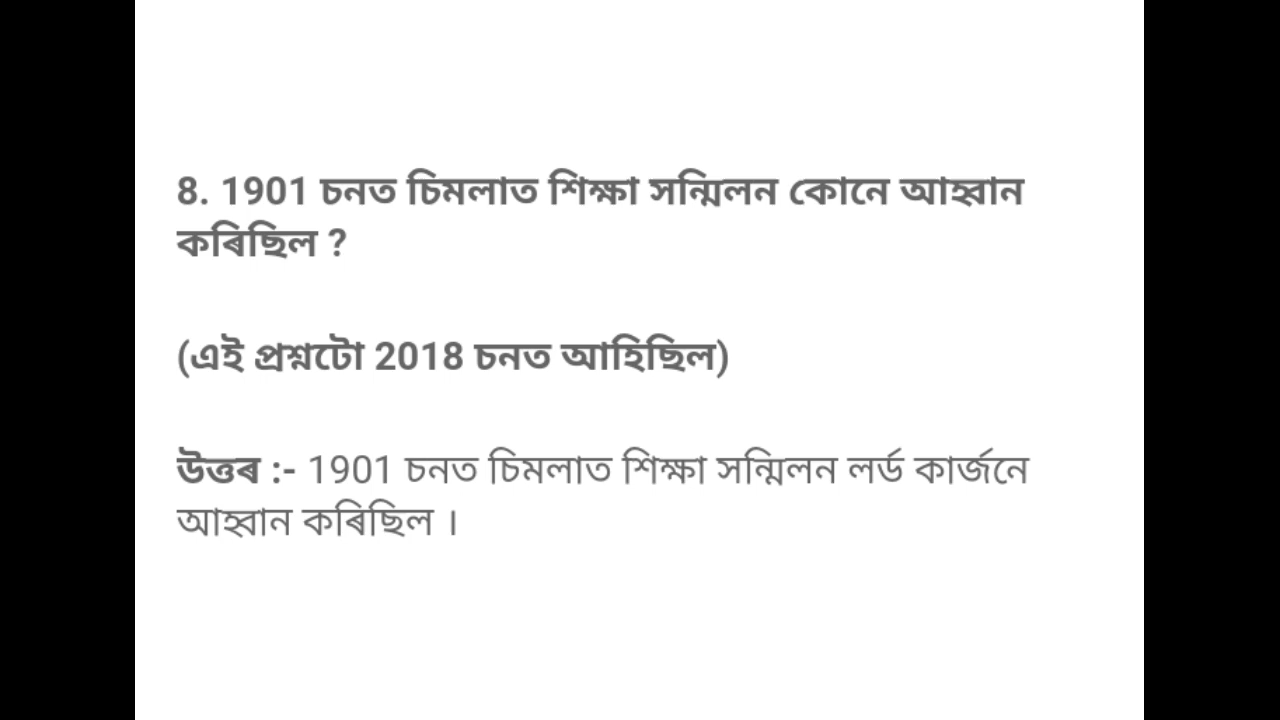 8. 1901 চনত চিমলাত শিক্ষা সন্মিলন কোনে আহ্বান
কৰিছিল ?
(এই প্ৰশ্নটো 2018 চনত আহিছিল)
উত্তৰ :- 1901 চনত চিমলাত শিক্ষা সন্মিলন লৰ্ড কাৰ্জনে
আহ্বান কৰিছিল ।